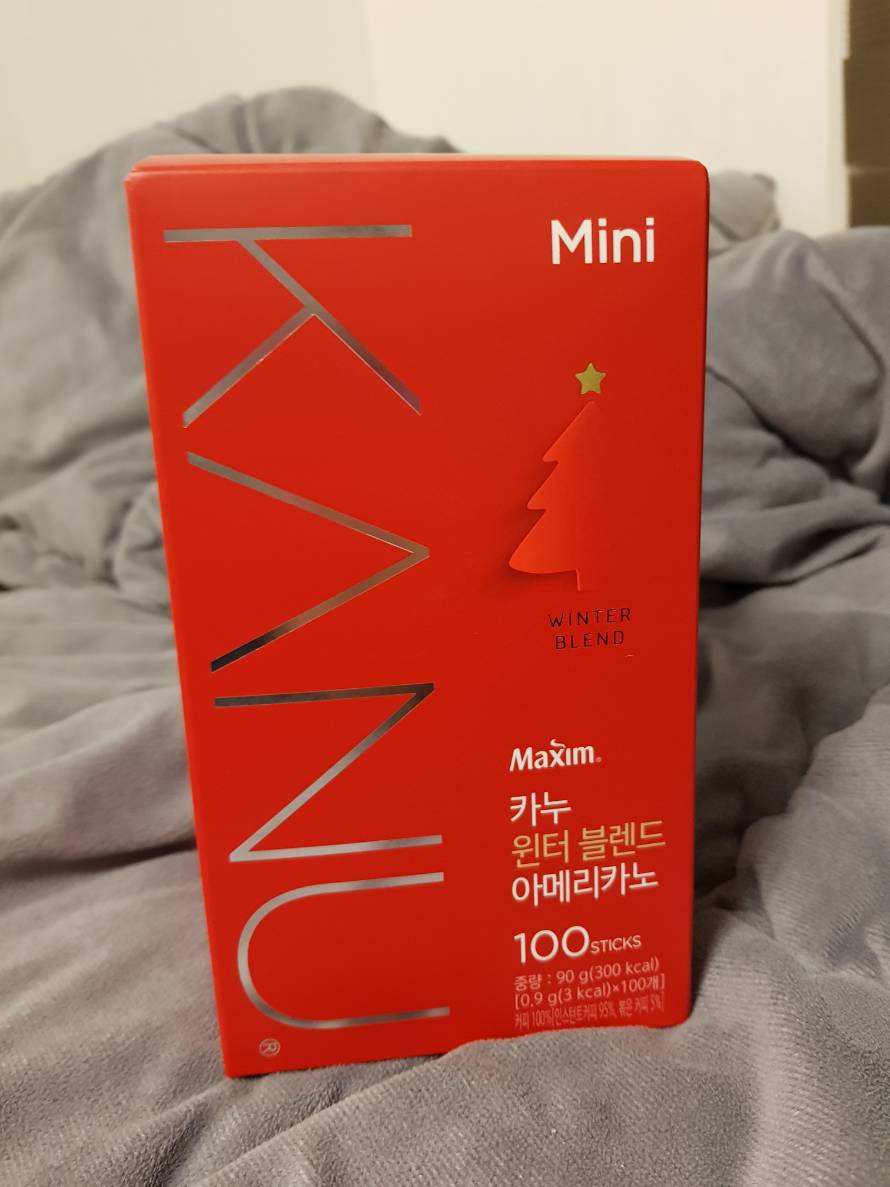 KANU
®
Mini
WINTER
BLEND
Maxim®
카누
윈터 블렌드
아메리카노
100 STICKS
중량 : 90 g(300 kcal)
[0.9 g(3 kcal)×100개]
커피 100%[인스턴트커피 95%, 볶은 커피 5%]